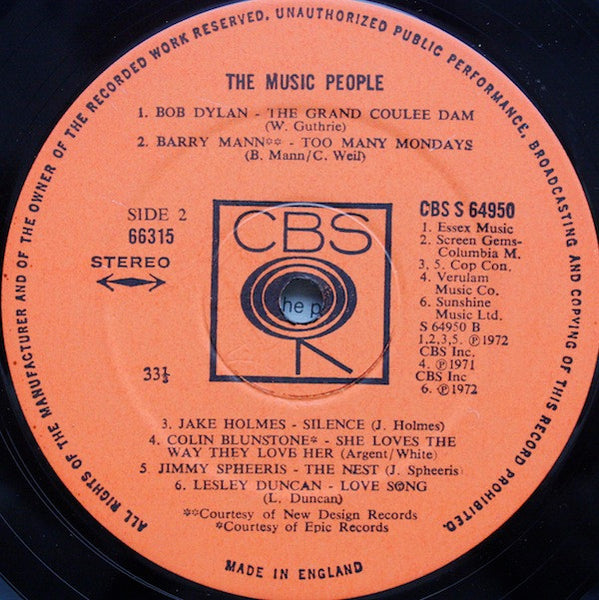 ALL RIGHTS OF THE MANUFACTURER AND OF THE OWNER OF THE RECORDED WORK RESERVED, UNAUTHORIZED PUBLIC PERFORMANCE, BROADCASTING AND COPYING OF THIS RECORD PROHIBITED.
THE MUSIC PEOPLE
1. BOB DYLAN - THE GRAND COULEE DAM
(W. Guthrie)
2. BARRY MANN** - TOO MANY MONDAYS
(B. Mann/C. Weil)
SIDE 2
66315
STEREO
33⅓
CBS
he p
CBS S 64950
1. Essex Music
2. Screen Gems-
Columbia M.
3, 5. Cop Con.
4. Verulam
Music Co.
6. Sunshine
Music Ltd.
S 64950 B
1,2,3,5. ℗ 1972
CBS Inc.
4. ℗ 1971
CBS Inc
6. ℗ 1972
3. JAKE HOLMES - SILENCE (J. Holmes)
4. COLIN BLUNSTONE* - SHE LOVES THE
WAY THEY LOVE HER (Argent/White)
5. JIMMY SPHEERIS - THE NEST (J. Spheeris)
6. LESLEY DUNCAN - LOVE SONG
(L. Duncan)
**Courtesy of New Design Records
*Courtesy of Epic Records
MADE IN ENGLAND